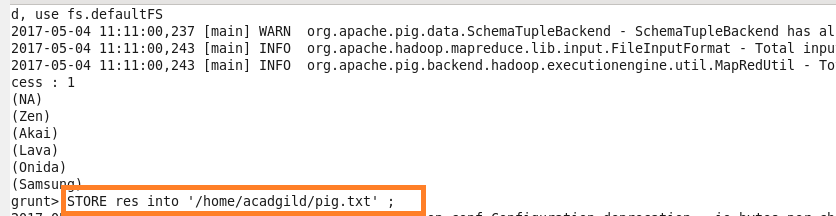 d, use fs.defaultFS
2017-05-04 11:11:00,237 [main] WARN  org.apache.pig.data.SchemaTupleBackend - SchemaTupleBackend has al
2017-05-04 11:11:00,243 [main] INFO  org.apache.hadoop.mapreduce.lib.input.FileInputFormat - Total inpu
2017-05-04 11:11:00,243 [main] INFO  org.apache.pig.backend.hadoop.executionengine.util.MapRedUtil - To
cess : 1
(NA)
(Zen)
(Akai)
(Lava)
(Onida)
(Samsung)
grunt> STORE res into '/home/acadgild/pig.txt' ;